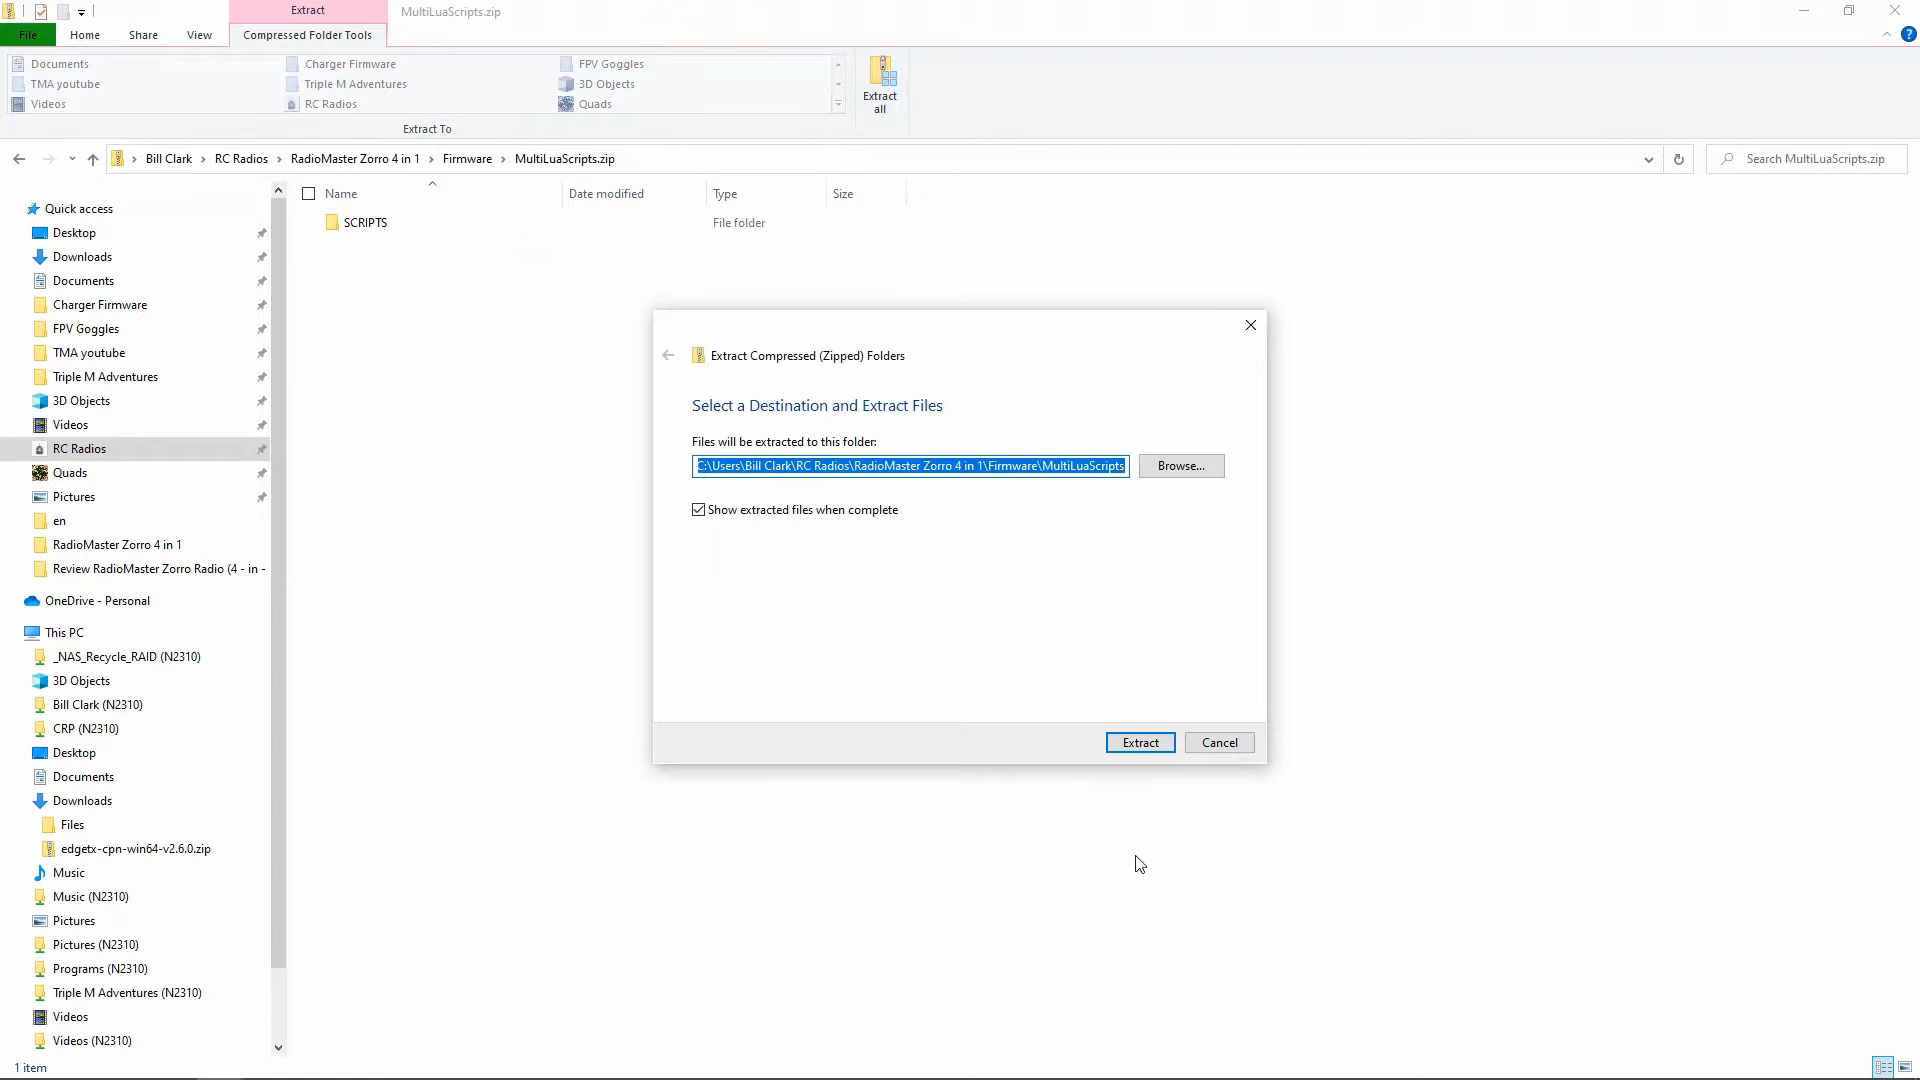 Extract
MultiLuaScripts.zip
File
Home
Share
View
Compressed Folder Tools
Documents
Charger Firmware
FPV Goggles
TMA youtube
Triple M Adventures
3D Objects
Videos
RC Radios
Quads
Extract
all
Extract To
Bill Clark
RC Radios
RadioMaster Zorro 4 in 1
Firmware
MultiLuaScripts.zip
Search MultiLuaScripts.zip
Name
Date modified
Type
Size
SCRIPTS
File folder
Quick access
Desktop
Downloads
Documents
Charger Firmware
FPV Goggles
TMA youtube
Triple M Adventures
3D Objects
Videos
RC Radios
Quads
Pictures
en
RadioMaster Zorro 4 in 1
Review RadioMaster Zorro Radio (4 - in -
OneDrive - Personal
This PC
_NAS_Recycle_RAID (N2310)
3D Objects
Bill Clark (N2310)
CRP (N2310)
Desktop
Documents
Downloads
Files
edgetx-cpn-win64-v2.6.0.zip
Music
Music (N2310)
Pictures
Pictures (N2310)
Programs (N2310)
Triple M Adventures (N2310)
Videos
Videos (N2310)
1 item
Extract Compressed (Zipped) Folders
Select a Destination and Extract Files
Files will be extracted to this folder:
C:\Users\Bill Clark\RC Radios\RadioMaster Zorro 4 in 1\Firmware\MultiLuaScripts
Browse...
Show extracted files when complete
Extract
Cancel